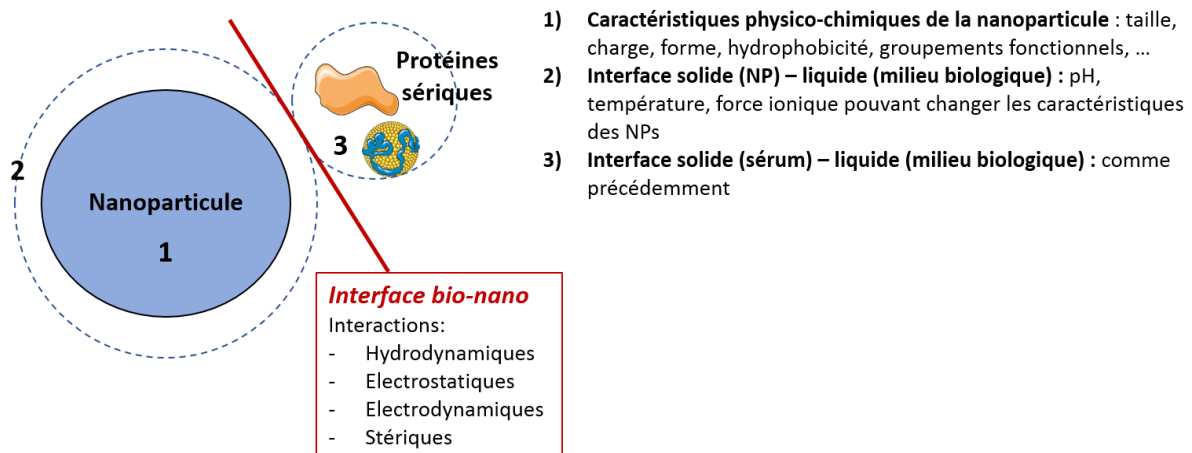 Nanoparticule
1
2
Protéines
sériques
3
Interface bio-nano
Interactions:
- Hydrodynamiques
- Electrostatiques
- Electrodynamiques
- Stériques
1) Caractéristiques physico-chimiques de la nanoparticule : taille,
charge, forme, hydrophobicité, groupements fonctionnels, ...
2) Interface solide (NP) – liquide (milieu biologique) : pH,
température, force ionique pouvant changer les caractéristiques
des NPs
3) Interface solide (sérum) – liquide (milieu biologique) : comme
précédemment